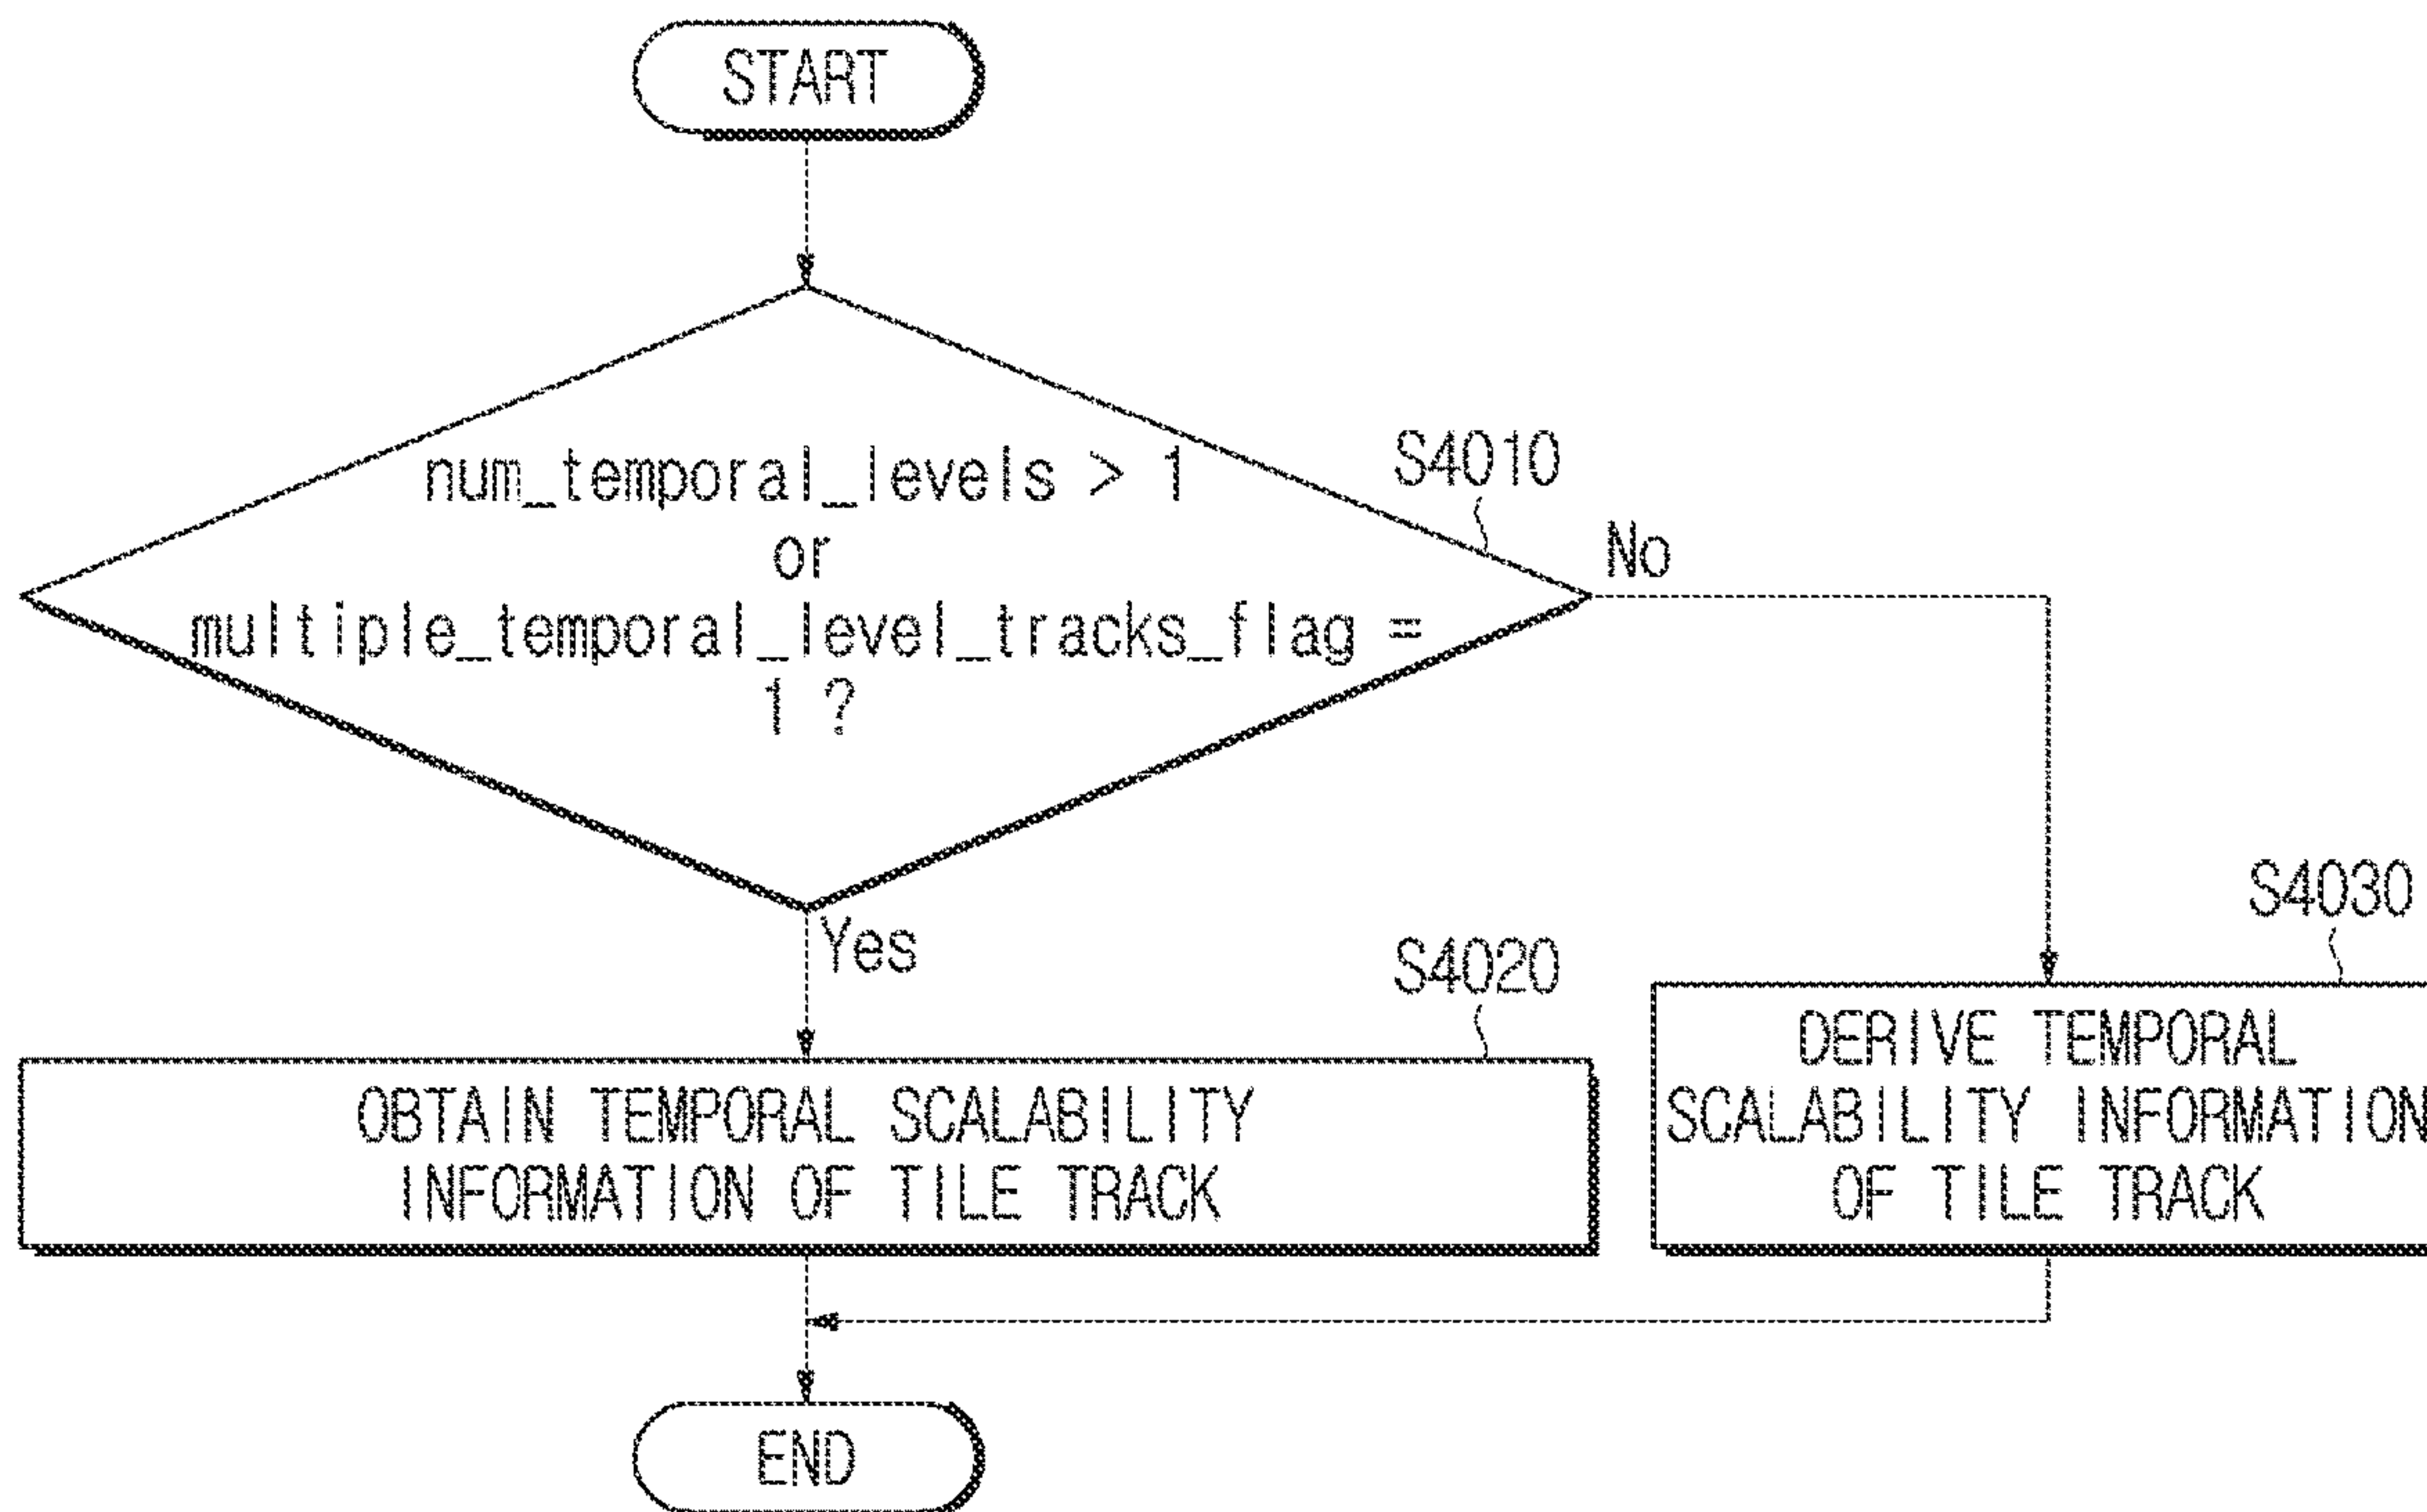 START
num_temporal_levels > 1
or
multiple_temporal_level_tracks_flag =
1 ?
S4010
No
Yes
S4020
OBTAIN TEMPORAL SCALABILITY
INFORMATION OF TILE TRACK
S4030
DERIVE TEMPORAL
SCALABILITY INFORMATION
OF TILE TRACK
END